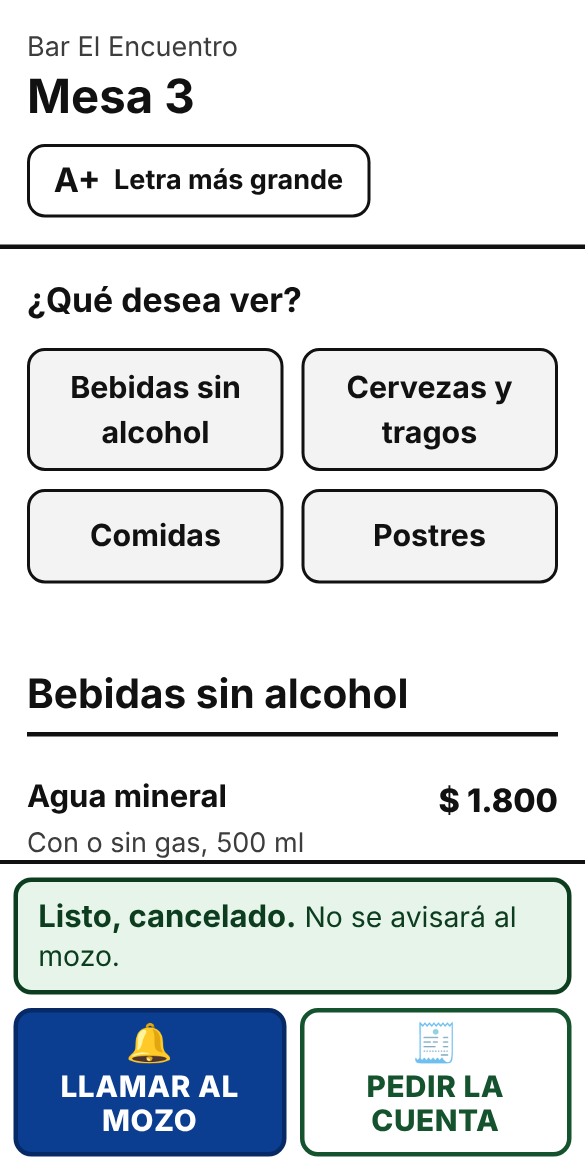 Bar El Encuentro
Mesa 3
A+ Letra más grande
¿Qué desea ver?
Bebidas sin
alcohol
Cervezas y
tragos
Comidas
Postres
Bebidas sin alcohol
Agua mineral
$ 1.800
Con o sin gas, 500 ml
Listo, cancelado. No se avisará al
mozo.
LLAMAR AL
MOZO
PEDIR LA
CUENTA